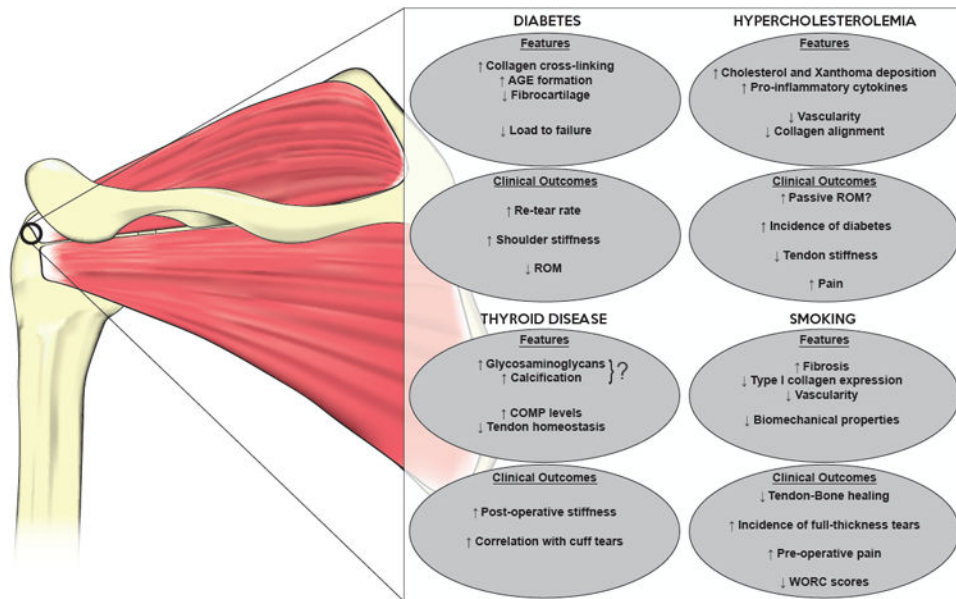 DIABETES
Features
↑ Collagen cross-linking
↑ AGE formation
↓ Fibrocartilage
↓ Load to failure
Clinical Outcomes
↑ Re-tear rate
↑ Shoulder stiffness
↓ ROM
HYPERCHOLESTEROLEMIA
Features
↑ Cholesterol and Xanthoma deposition
↑ Pro-inflammatory cytokines
↓ Vascularity
↓ Collagen alignment
Clinical Outcomes
↑ Passive ROM?
↑ Incidence of diabetes
↓ Tendon stiffness
↑ Pain
THYROID DISEASE
Features
↑ Glycosaminoglycans
↑ Calcification } ?
↑ COMP levels
↓ Tendon homeostasis
Clinical Outcomes
↑ Post-operative stiffness
↑ Correlation with cuff tears
SMOKING
Features
↑ Fibrosis
↓ Type I collagen expression
↓ Vascularity
↓ Biomechanical properties
Clinical Outcomes
↓ Tendon-Bone healing
↑ Incidence of full-thickness tears
↑ Pre-operative pain
↓ WORC scores